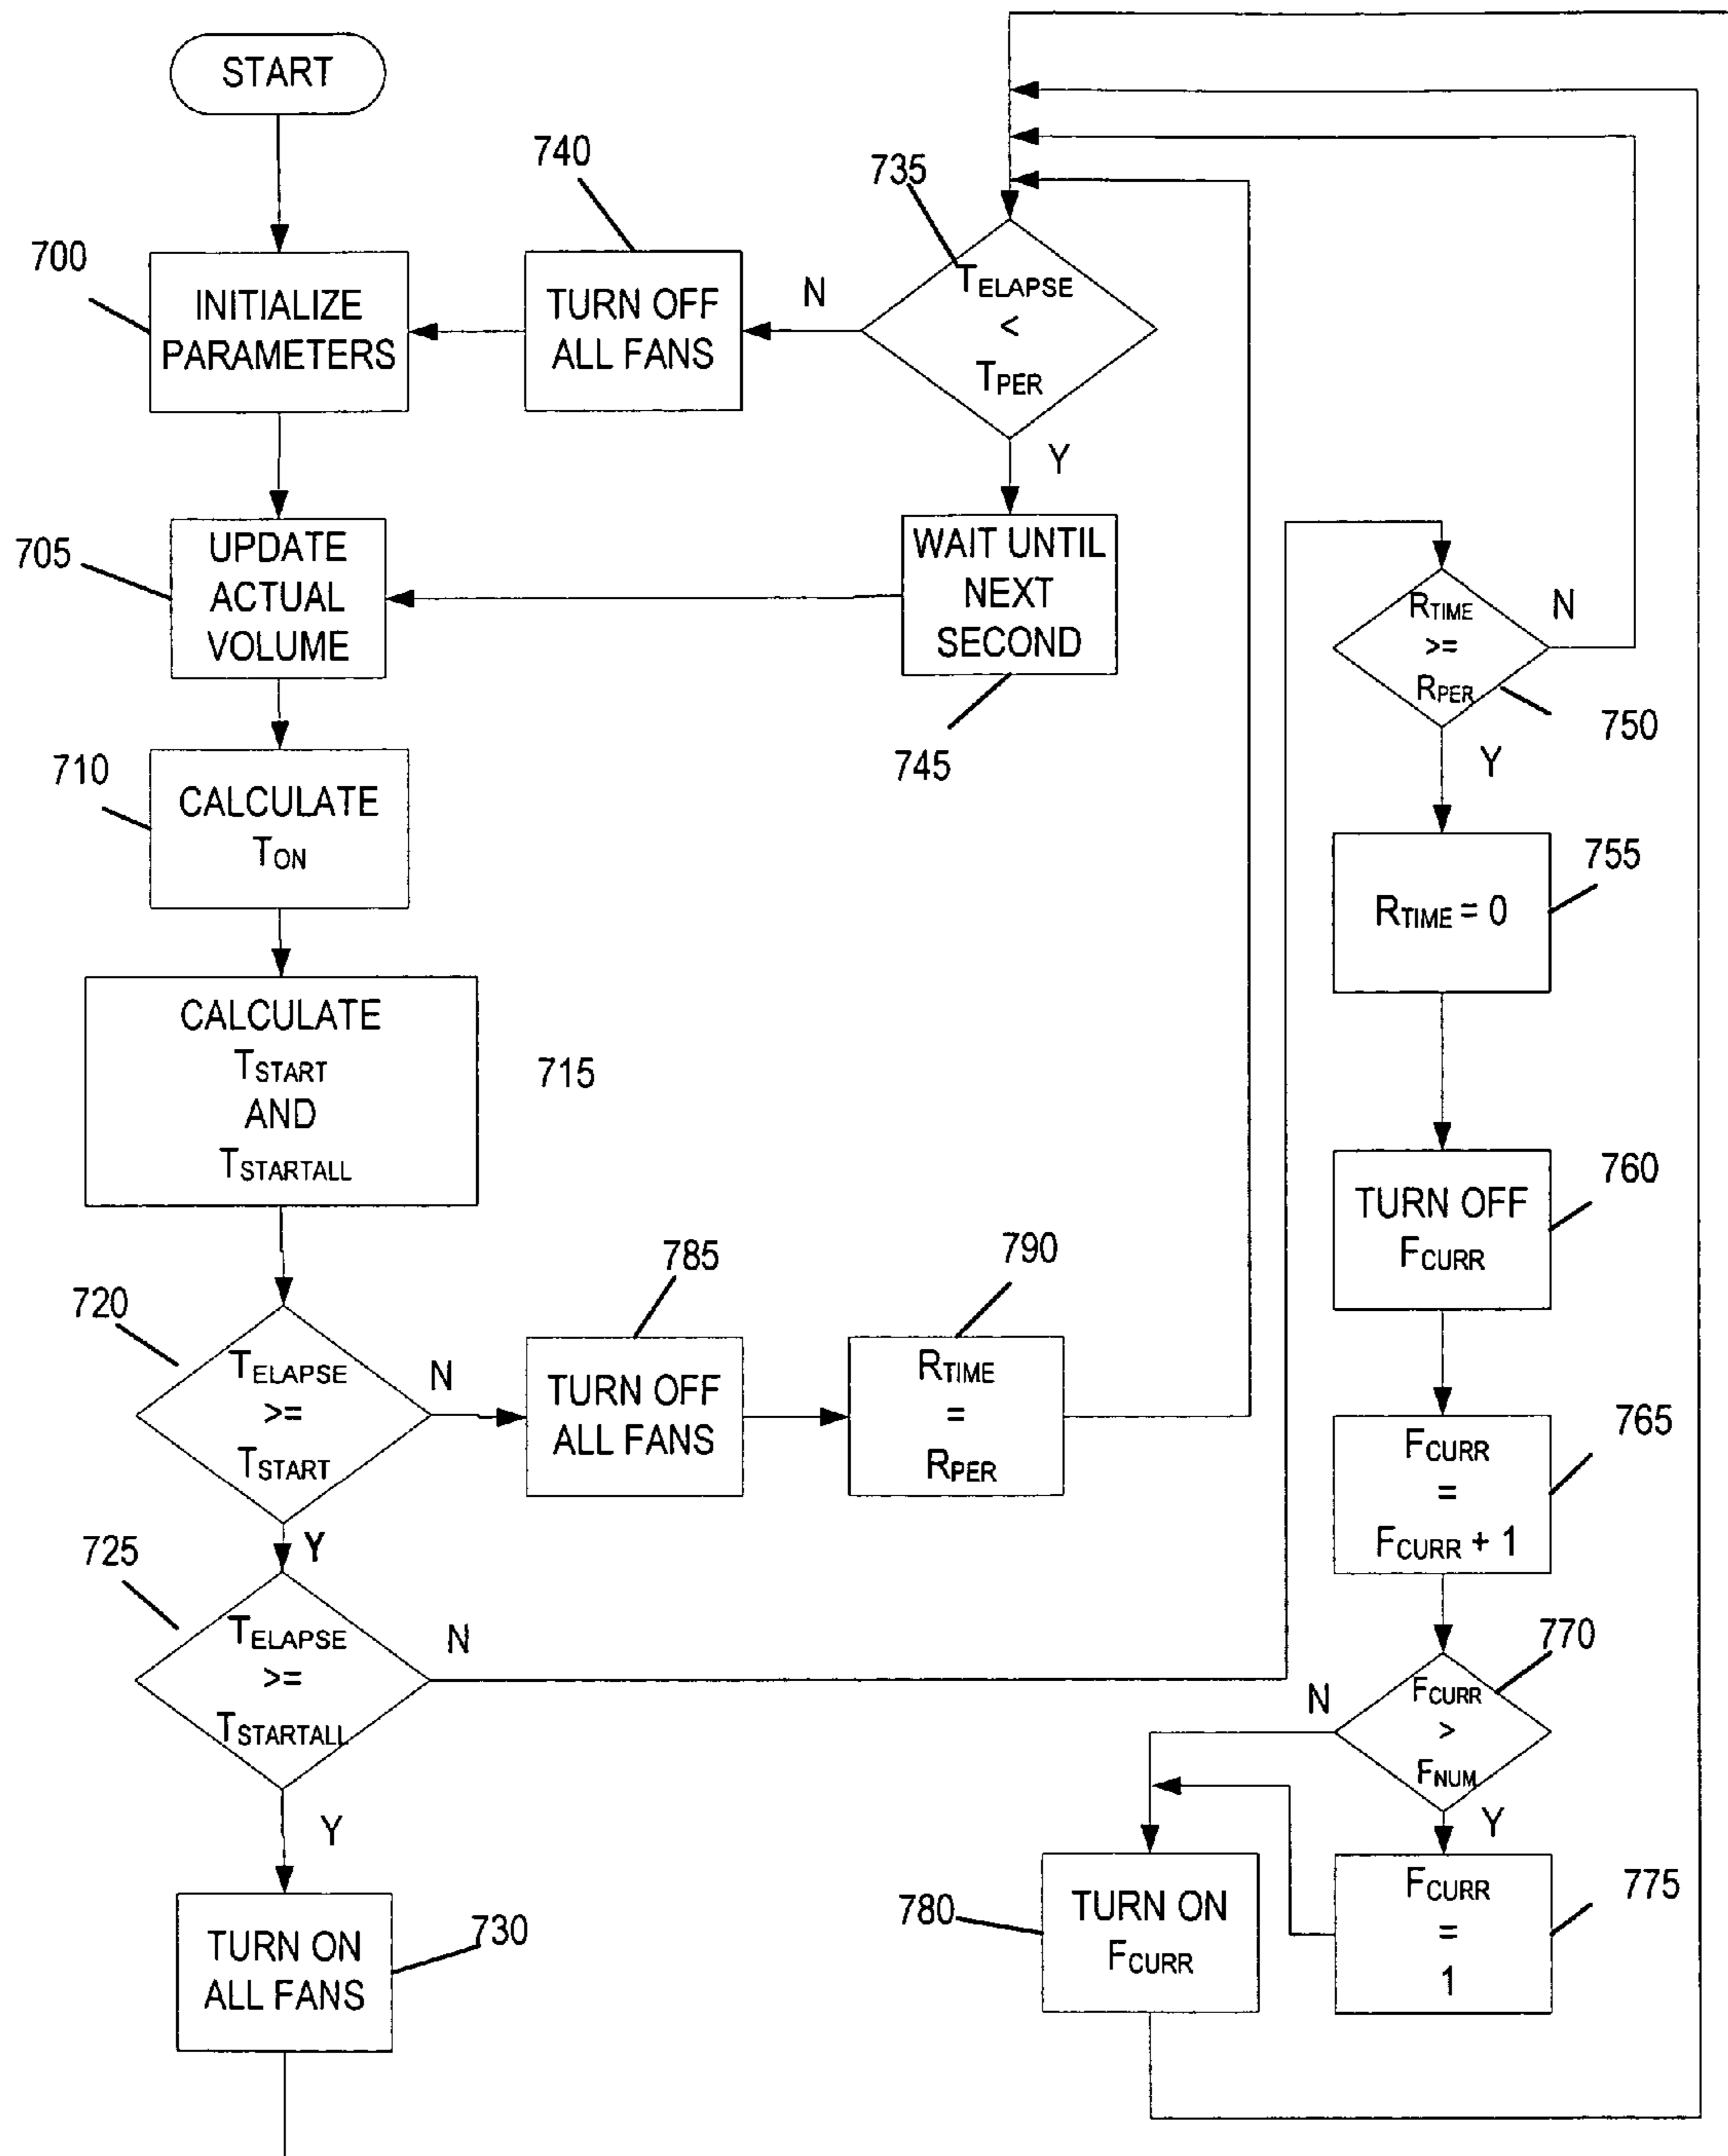 START
700
INITIALIZE
PARAMETERS
740
TURN OFF
ALL FANS
N
735
TELAPSE
<
TPER
Y
705
UPDATE
ACTUAL
VOLUME
WAIT UNTIL
NEXT
SECOND
745
710
CALCULATE
TON
CALCULATE
TSTART
AND
TSTARTALL
715
720
TELAPSE
>=
TSTART
N
Y
785
TURN OFF
ALL FANS
790
RTIME
=
RPER
725
TELAPSE
>=
TSTARTALL
N
Y
730
TURN ON
ALL FANS
RTIME
>=
RPER
N
750
Y
755
RTIME = 0
760
TURN OFF
FCURR
765
FCURR
=
FCURR + 1
770
FCURR
>
FNUM
N
Y
775
FCURR
=
1
780
TURN ON
FCURR